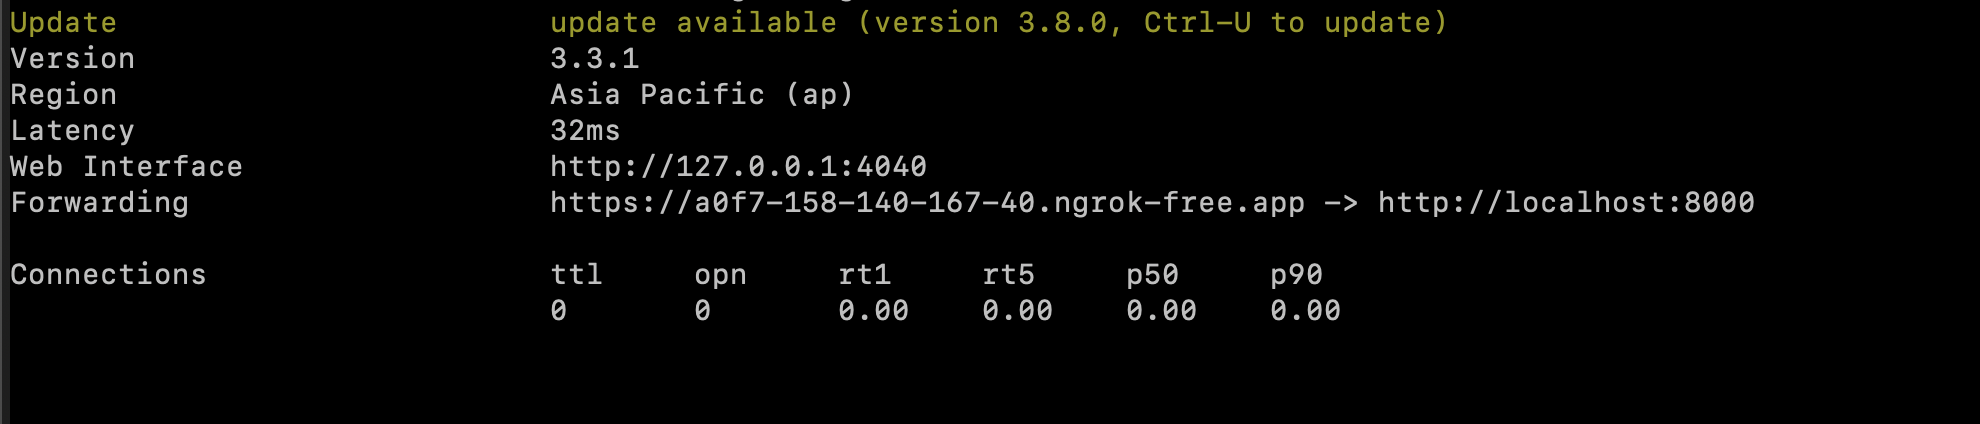 Update update available (version 3.8.0, Ctrl-U to update)
Version 3.3.1
Region Asia Pacific (ap)
Latency 32ms
Web Interface http://127.0.0.1:4040
Forwarding https://a0f7-158-140-167-40.ngrok-free.app -> http://localhost:8000
Connections ttl opn rt1 rt5 p50 p90
0 0 0.00 0.00 0.00 0.00